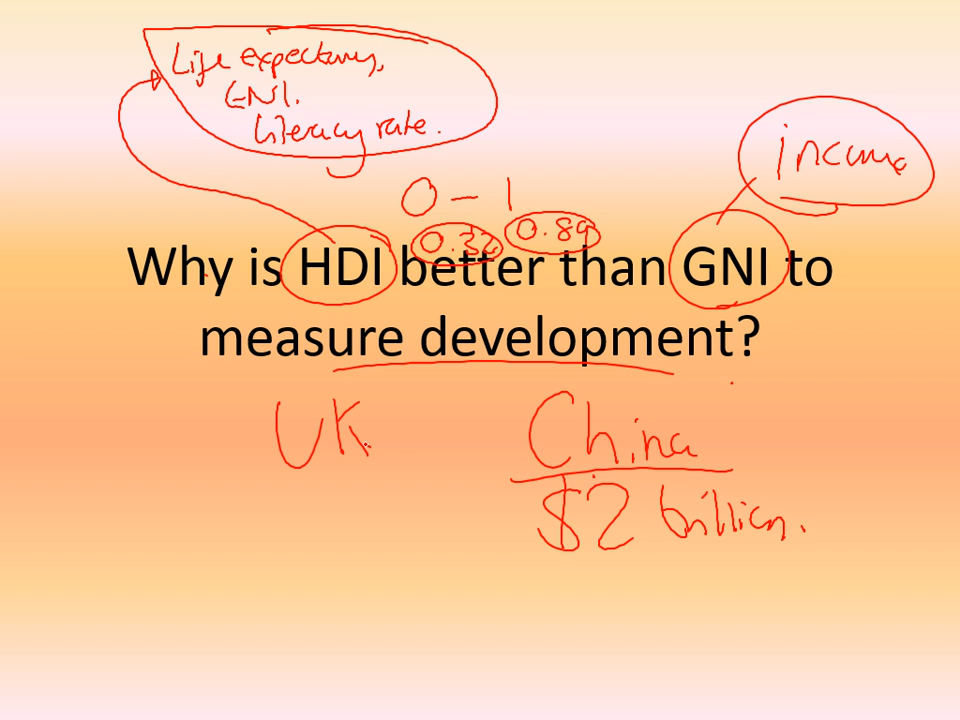 Life expectancy,
GNI.
literacy rate.
income
0 – 1
0.32 0.89
Why is HDI better than GNI to
measure development?
UK China
$2 trillion.